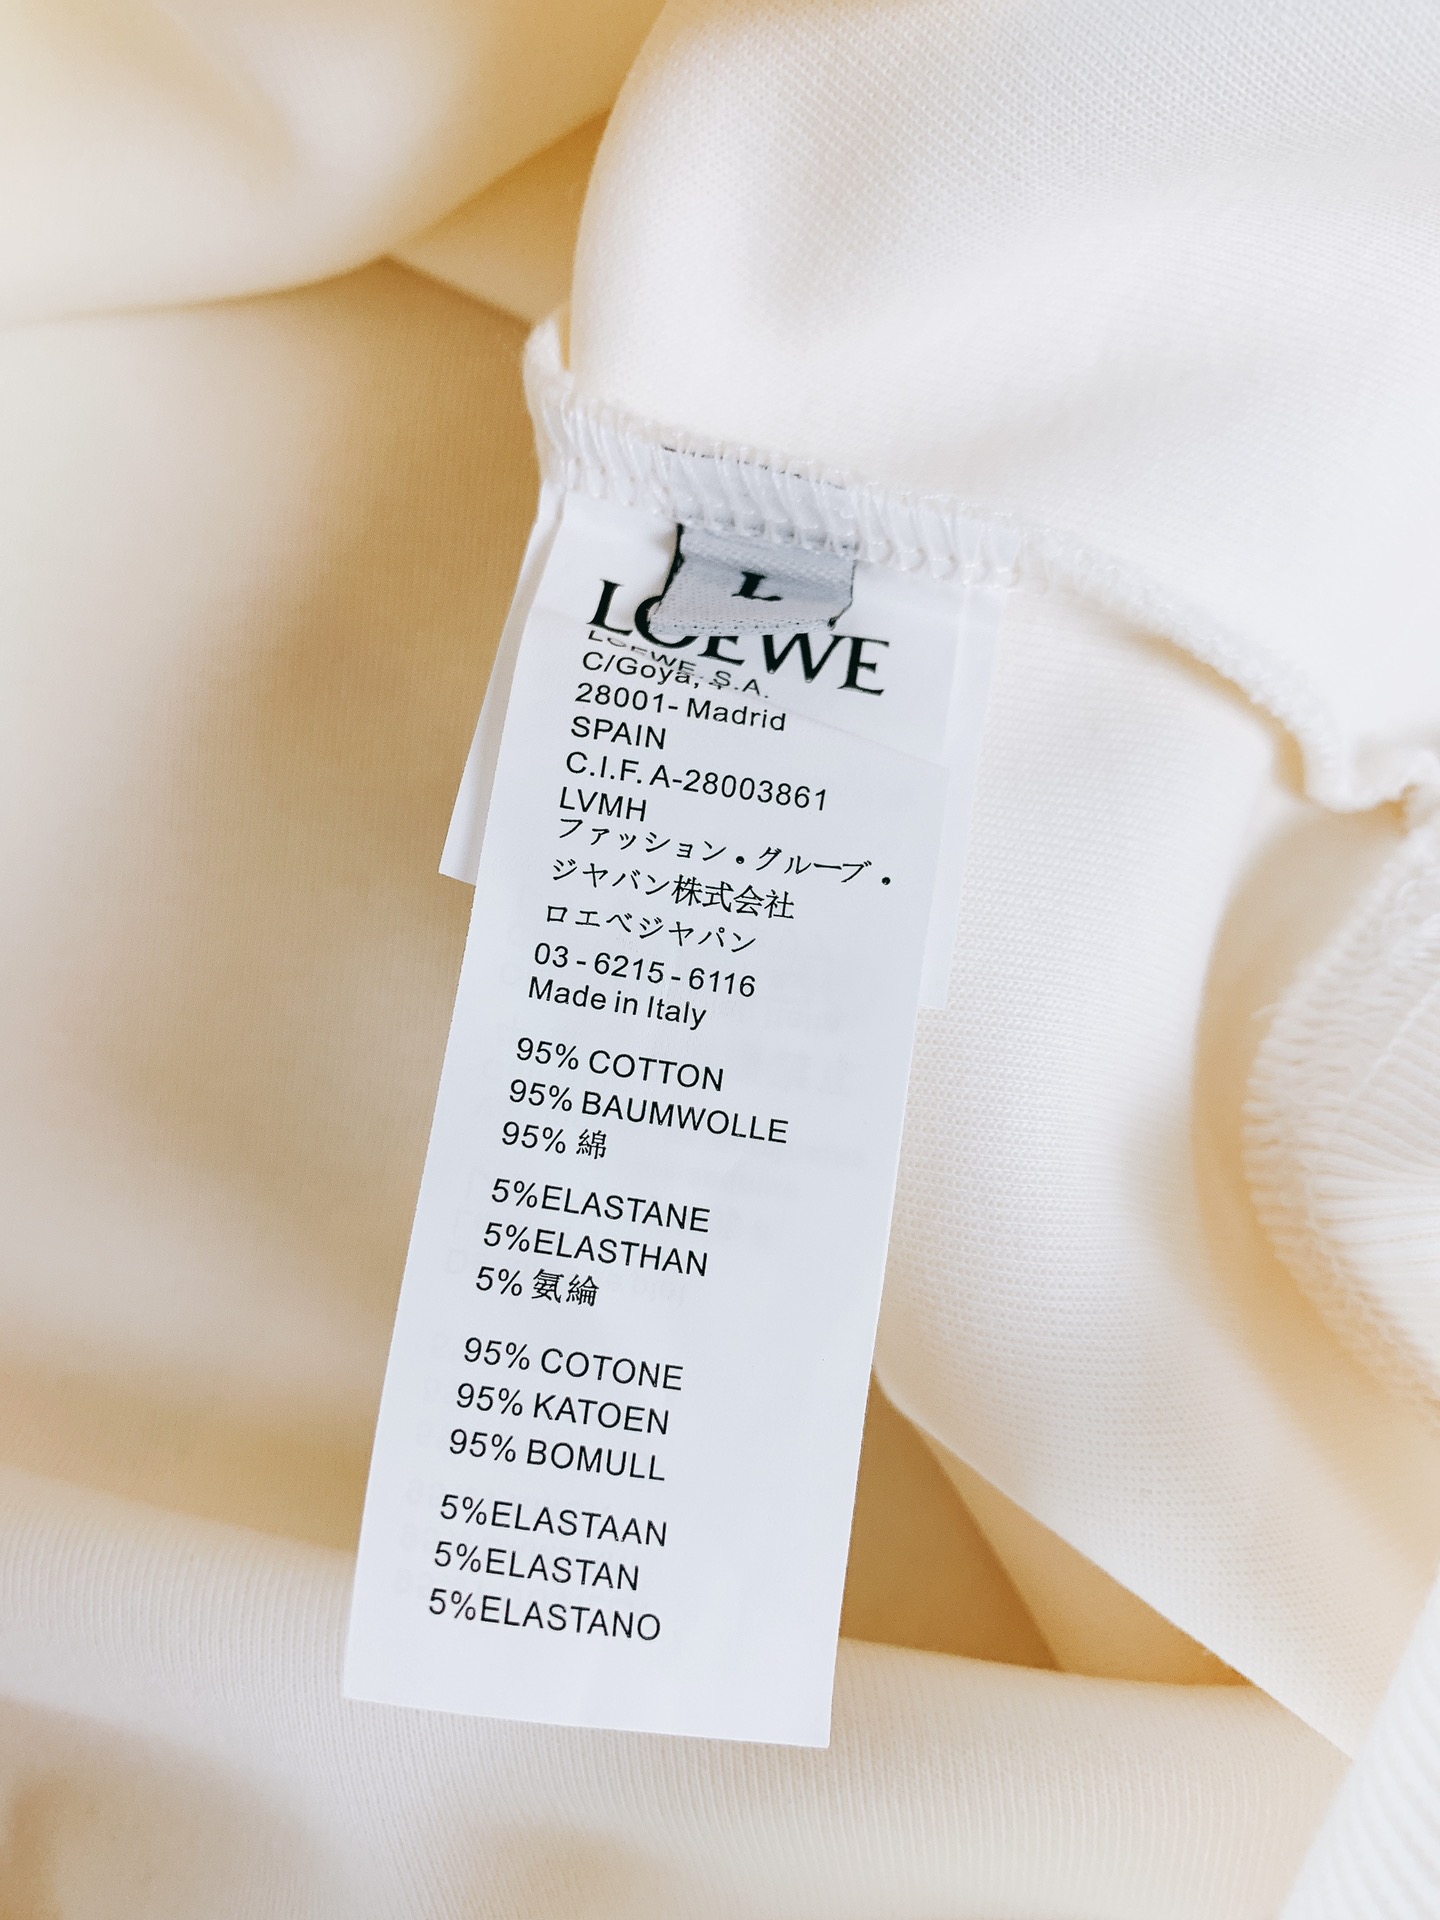 L
LOEWE
LOEWE, S.A.
C/Goya, 4
28001- Madrid
SPAIN
C.I.F. A-28003861
LVMH
ファッション・グループ・
ジャバン株式会社
ロエベジャパン
03-6215-6116
Made in Italy
95% COTTON
95% BAUMWOLLE
95% 綿
5%ELASTANE
5%ELASTHAN
5% 氨綸
95% COTONE
95% KATOEN
95% BOMULL
5%ELASTAAN
5%ELASTAN
5%ELASTANO